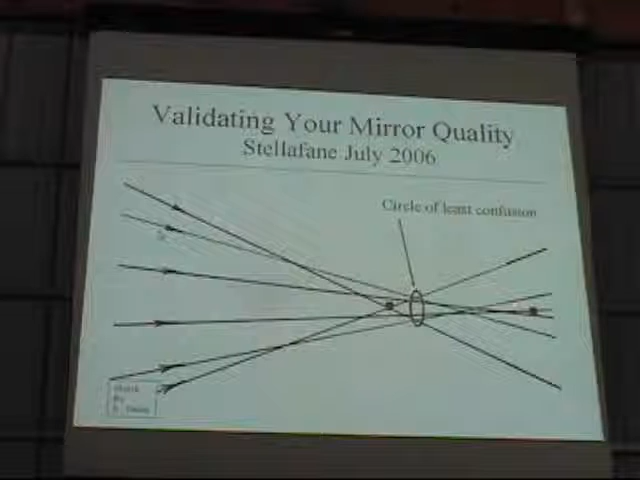 Validating Your Mirror Quality
Stellafane July 2006
Circle of least confusion